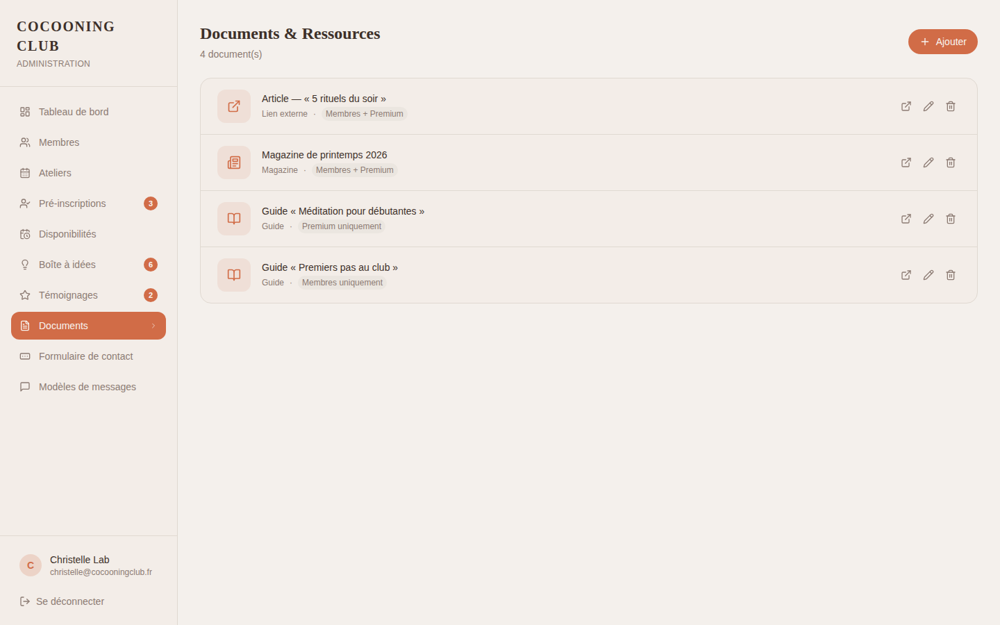 COCOONING
CLUB
ADMINISTRATION
Tableau de bord
Membres
Ateliers
Pré-inscriptions 3
Disponibilités
Boîte à idées 6
Témoignages 2
Documents
Formulaire de contact
Modèles de messages
C
Christelle Lab
christelle@cocooningclub.fr
Se déconnecter
Documents & Ressources
4 document(s)
Ajouter
Article — « 5 rituels du soir »
Lien externe · Membres + Premium
Magazine de printemps 2026
Magazine · Membres + Premium
Guide « Méditation pour débutantes »
Guide · Premium uniquement
Guide « Premiers pas au club »
Guide · Membres uniquement